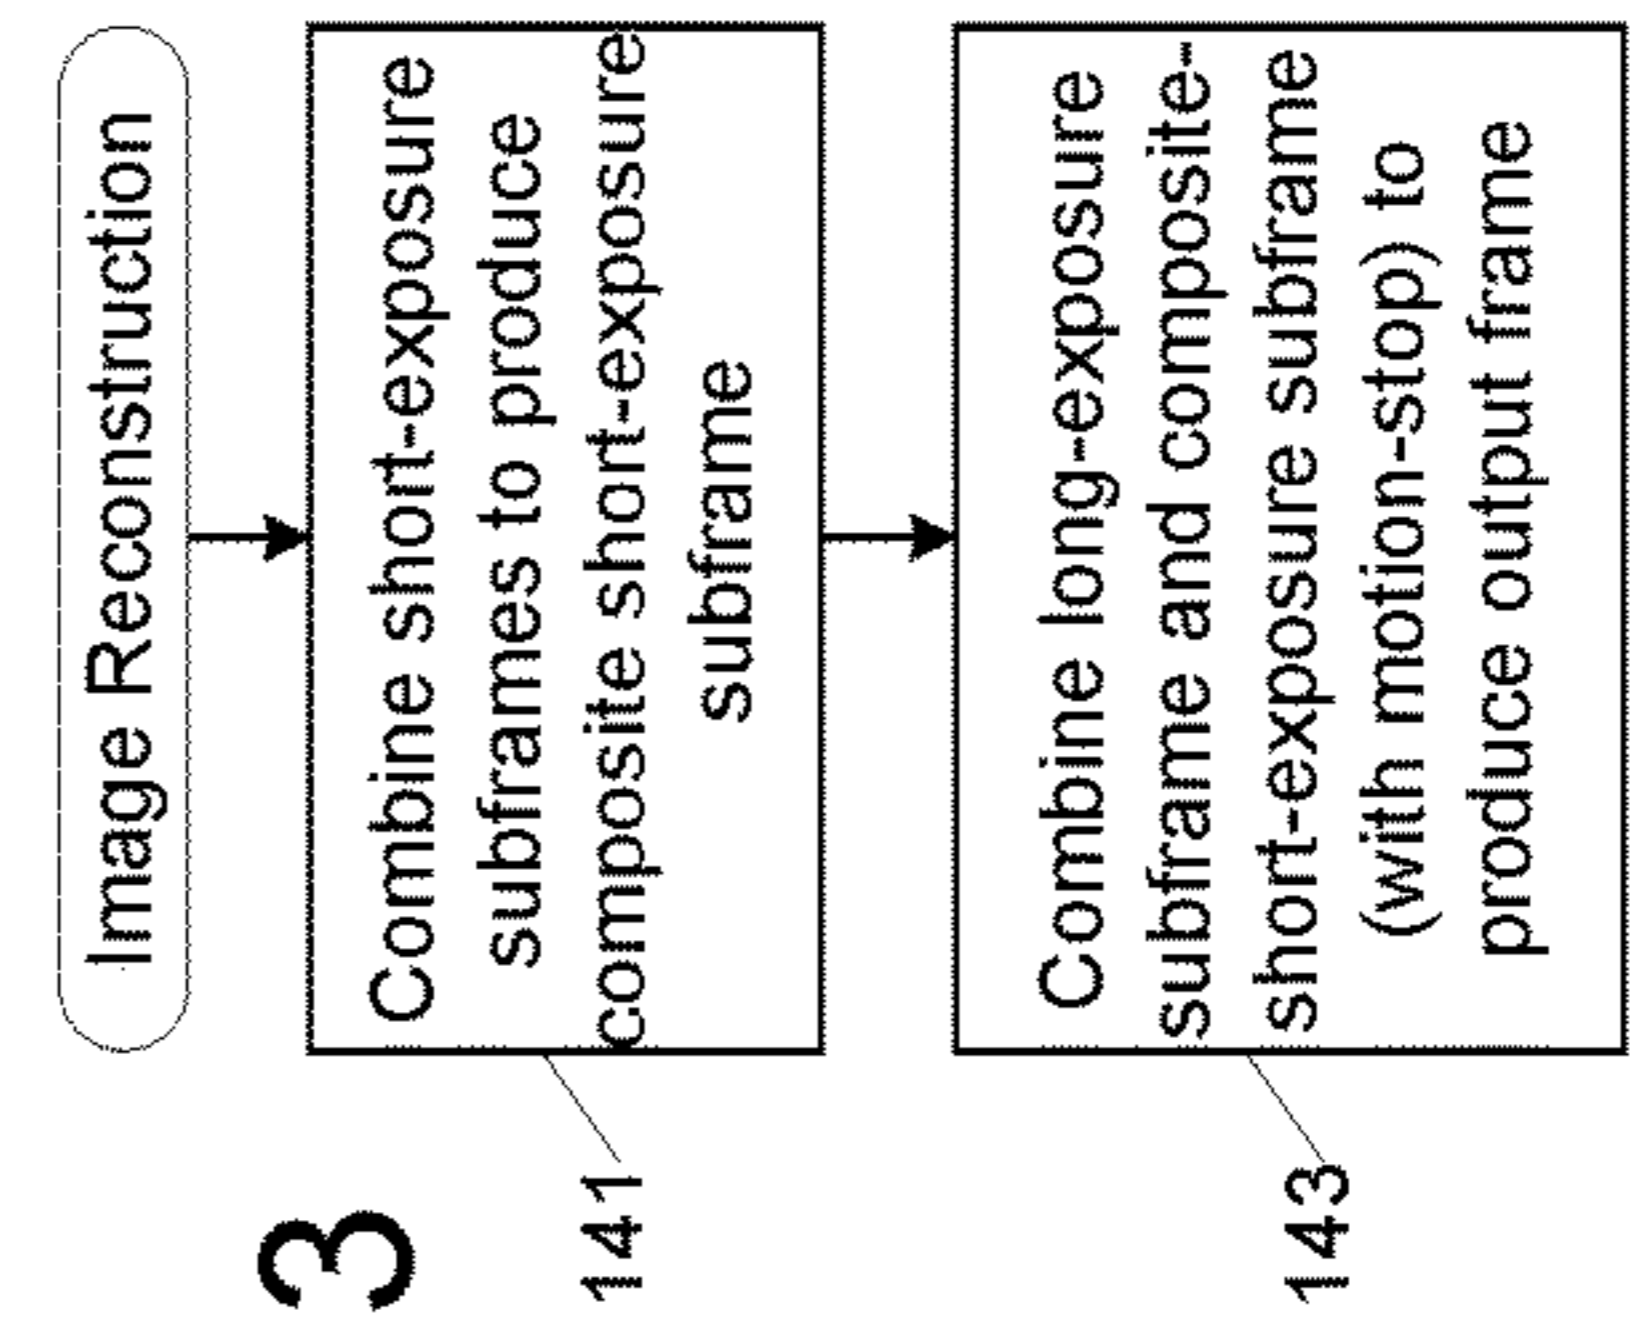 Image Reconstruction
3
Combine short-exposure
subframes to produce
composite short-exposure
subframe
141
Combine long-exposure
subframe and composite-
short-exposure subframe
(with motion-stop) to
produce output frame
143